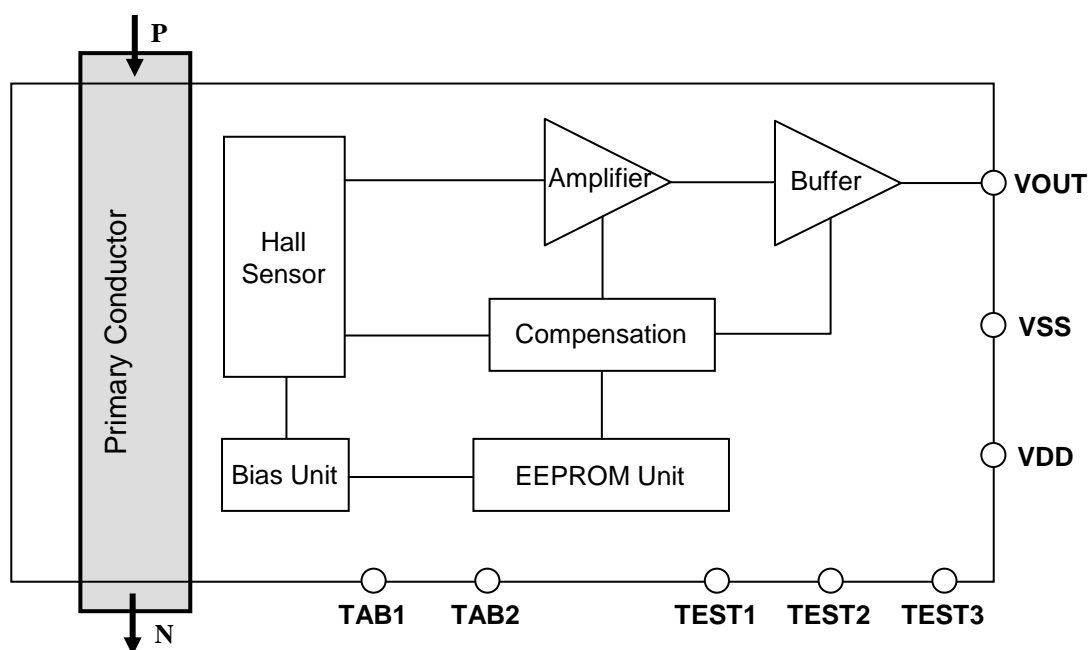 P
Primary Conductor
Hall
Sensor
Amplifier
Buffer
VOUT
Compensation
VSS
Bias Unit
EEPROM Unit
VDD
TAB1
TAB2
TEST1
TEST2
TEST3
N